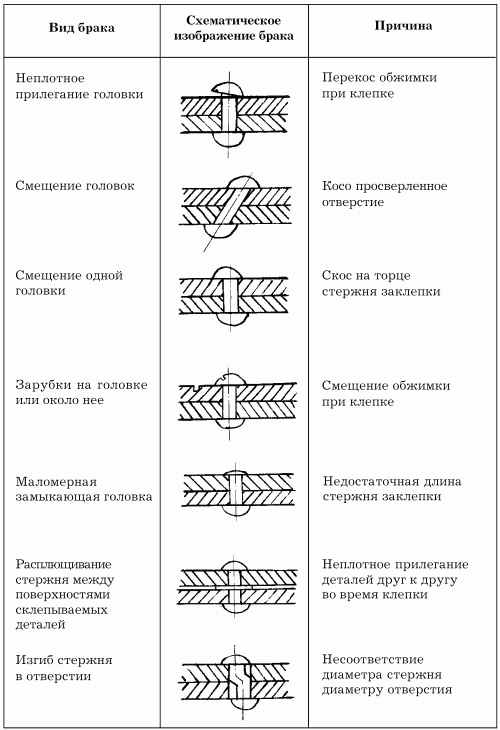 Вид брака
Схематическое
изображение брака
Причина
Неплотное
прилегание головки
Перекос обжимки
при клепке
Смещение головок
Косо просверленное
отверстие
Смещение одной
головки
Скос на торце
стержня заклепки
Зарубки на головке
или около нее
Смещение обжимки
при клепке
Маломерная
замыкающая головка
Недостаточная длина
стержня заклепки
Расплющивание
стержня между
поверхностями
склепываемых
деталей
Неплотное прилегание
деталей друг к другу
во время клепки
Изгиб стержня
в отверстии
Несоответствие
диаметра стержня
диаметру отверстия